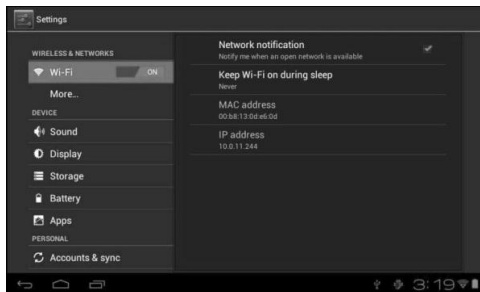 Settings
WIRELESS & NETWORKS
Wi-Fi ON
More...
DEVICE
Sound
Display
Storage
Battery
Apps
PERSONAL
Accounts & sync
Network notification
Notify me when an open network is available
Keep Wi-Fi on during sleep
Never
MAC address
00:b8:13:0d:e6:0d
IP address
10.0.11.244
3:19